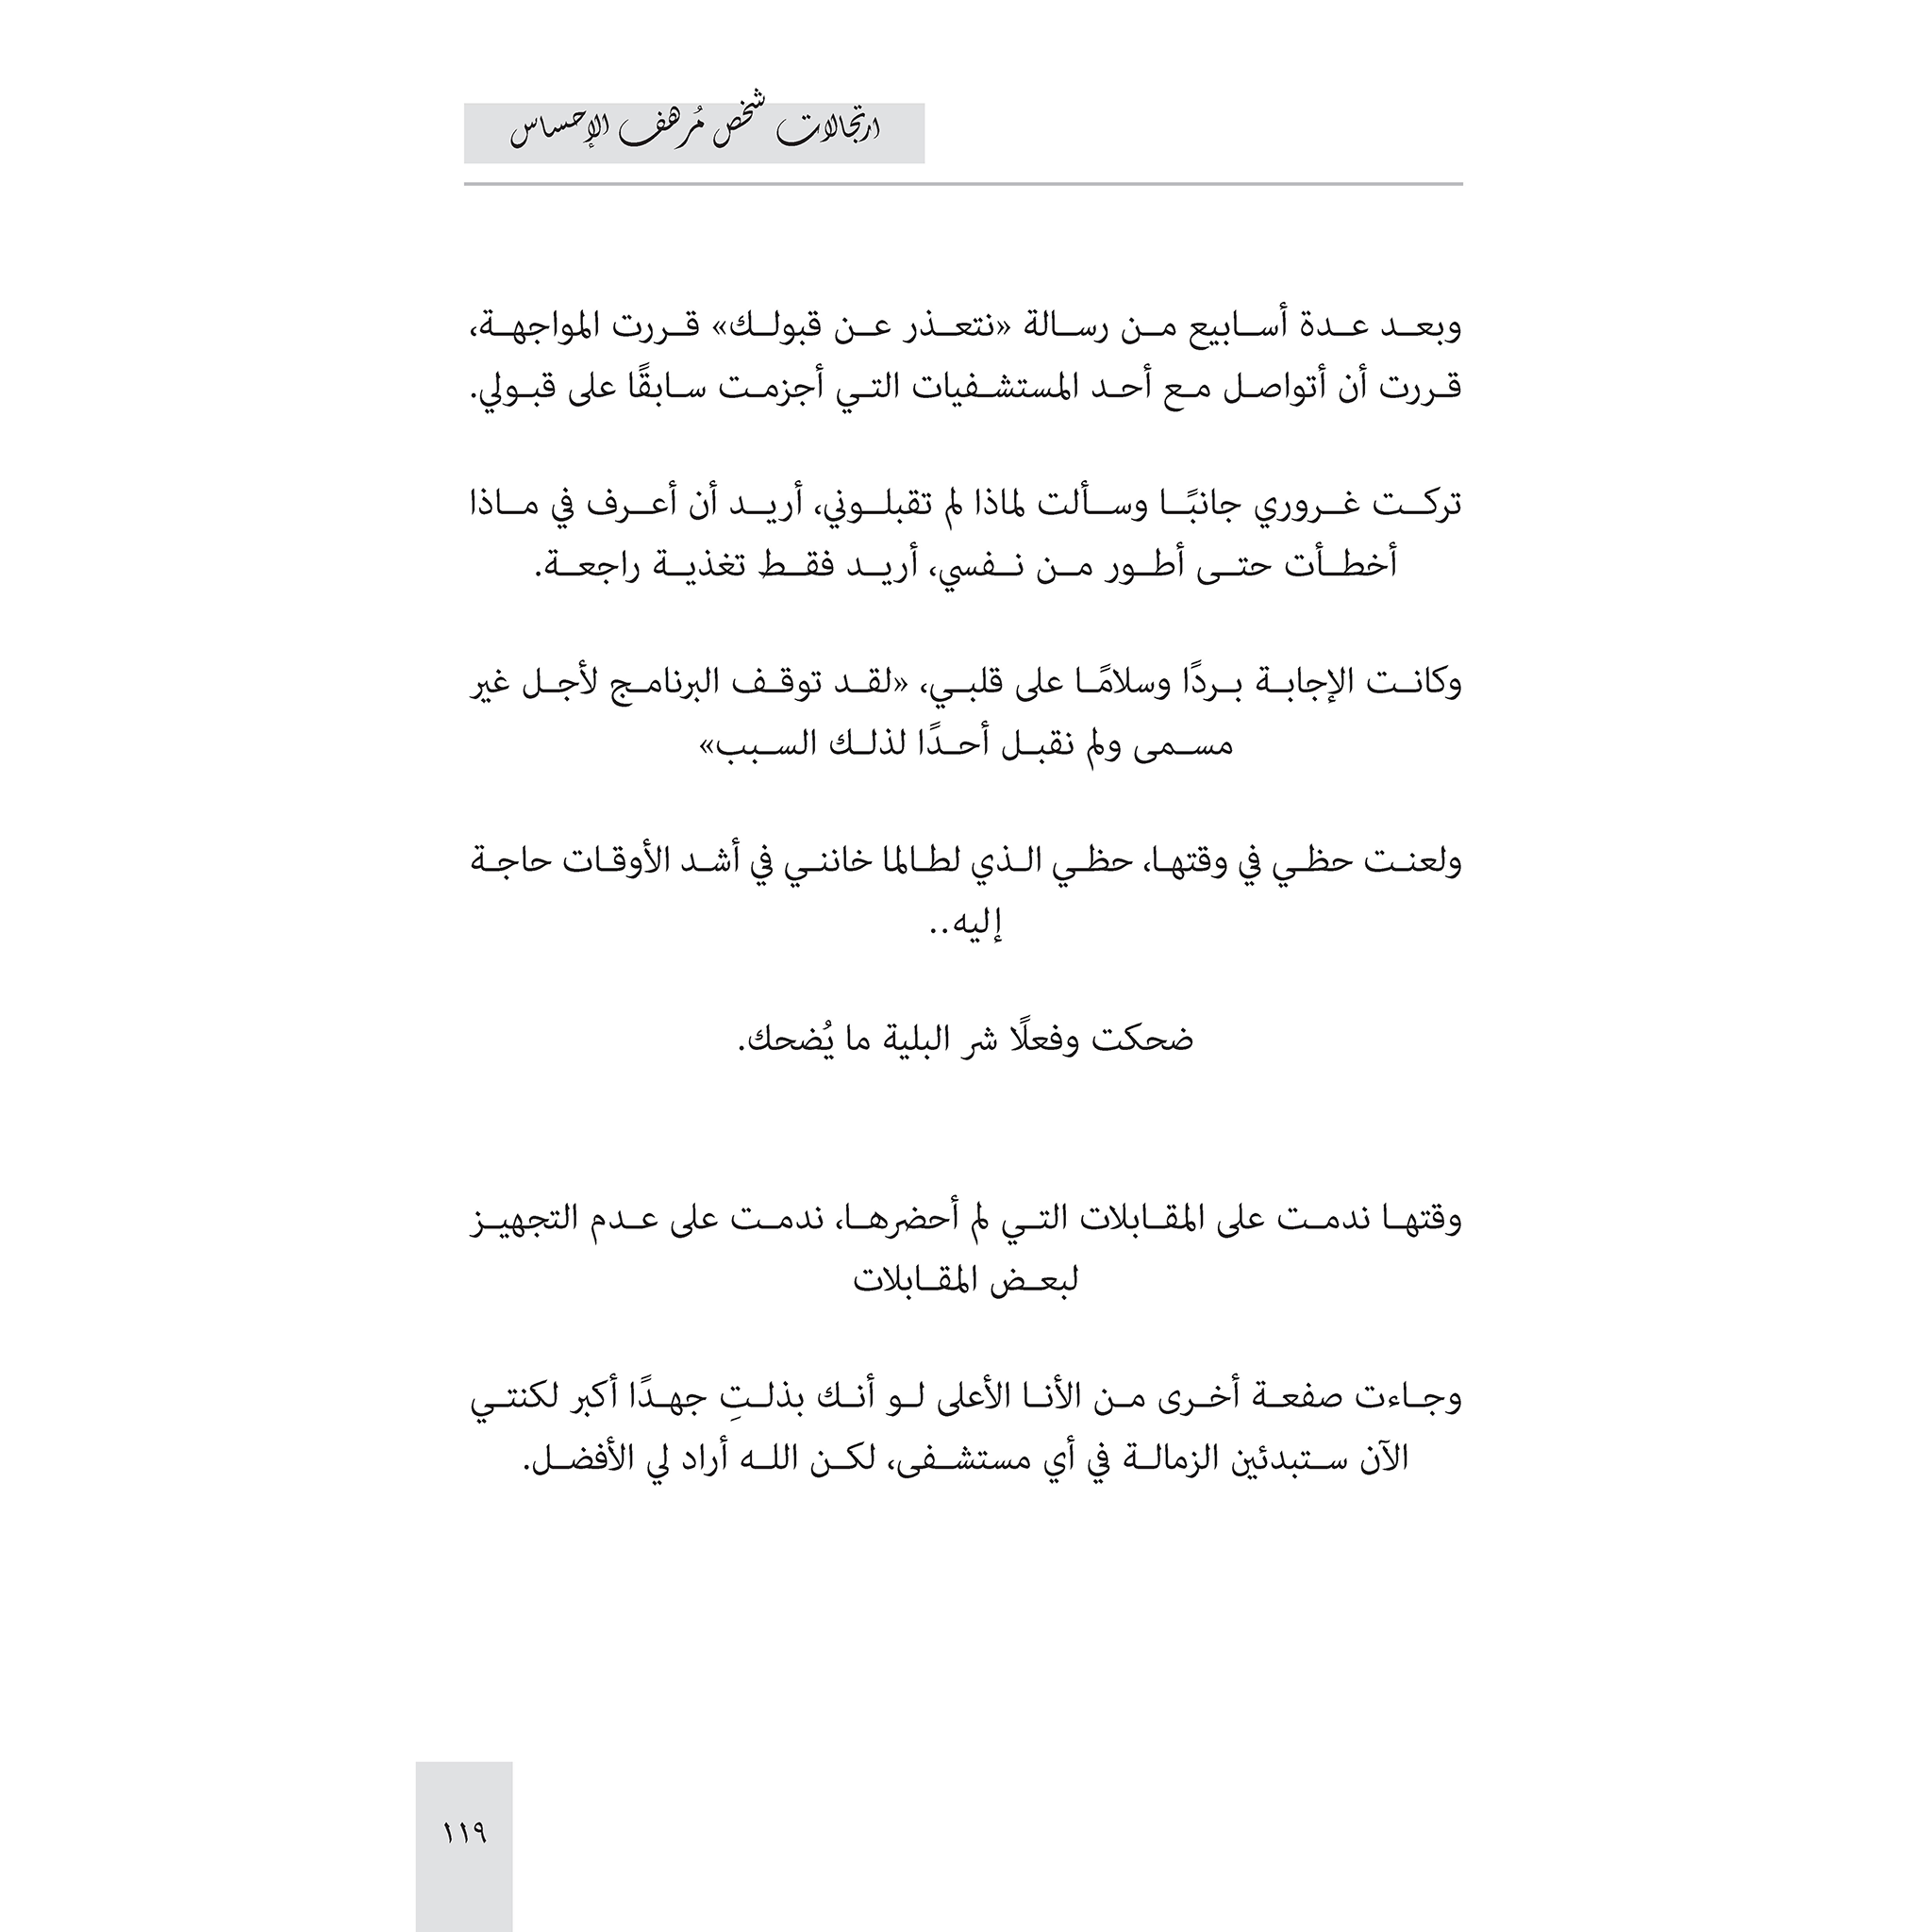 ارتجالات شخص مُرهف الإحساس
وبعد عدة أسابيع من رسالة «نتعذر عن قبولك» قررت المواجهة،
قررت أن أتواصل مع أحد المستشفيات التي أجزمت سابقًا على قبولي.
تركت غروري جانبًا وسألت لماذا لم تقبلوني، أريد أن أعرف في ماذا
أخطأت حتى أطور من نفسي، أريد فقط تغذية راجعة.
وكانت الإجابة بردًا وسلامًا على قلبي، «لقد توقف البرنامج لأجل غير
مسمى ولم نقبل أحدًا لذلك السبب»
ولعنت حظي في وقتها، حظي الذي لطالما خانني في أشد الأوقات حاجة
إليه..
ضحكت وفعلًا شر البلية ما يُضحك.
وقتها ندمت على المقابلات التي لم أحضرها، ندمت على عدم التجهيز
لبعض المقابلات
وجاءت صفعة أخرى من الأنا الأعلى لو أنك بذلتِ جهدًا أكبر لكنتي
الآن ستبدئين الزمالة في أي مستشفى، لكن الله أراد لي الأفضل.
١١٩